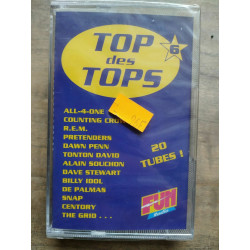 TOP
des
TOPS
6
ALL-4-ONE
COUNTING
R.E.M.
PRETENDERS
DAWN PENN
TONTON DAVID
ALAIN SOUCHON
DAVE STEWART
BILLY IDOL
DE PALMAS
SNAP
CENTORY
THE GRID . . .
20
TUBES !
FUN